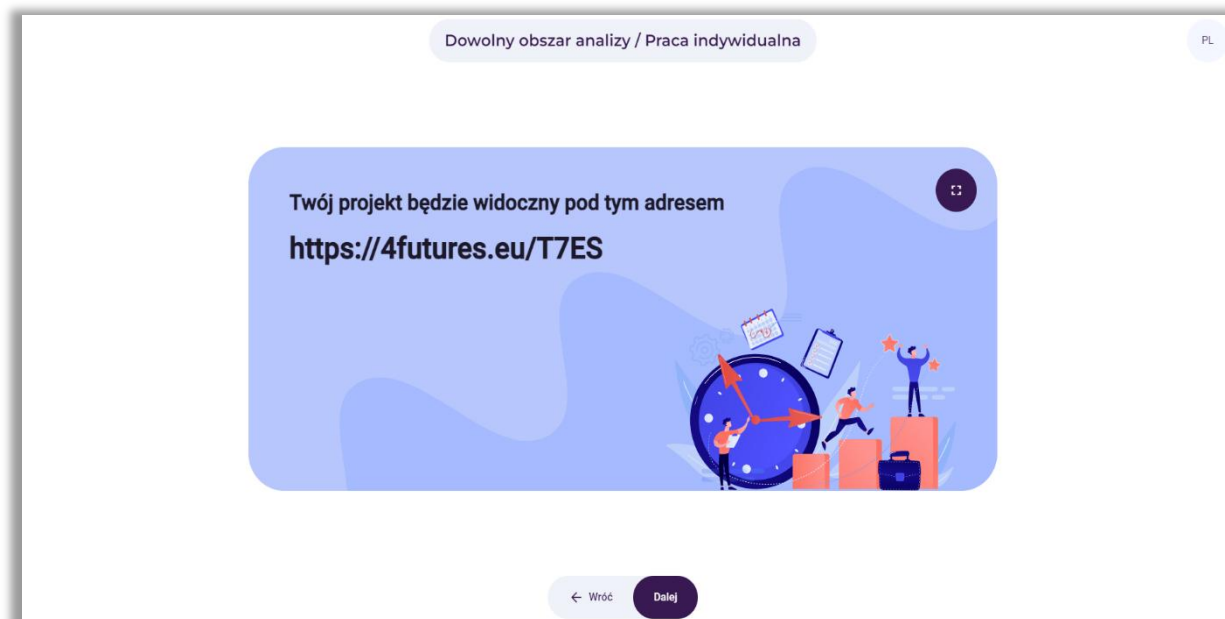 Dowolny obszar analizy / Praca indywidualna
PL
Twój projekt będzie widoczny pod tym adresem
https://4futures.eu/T7ES
← Wróć
Dalej